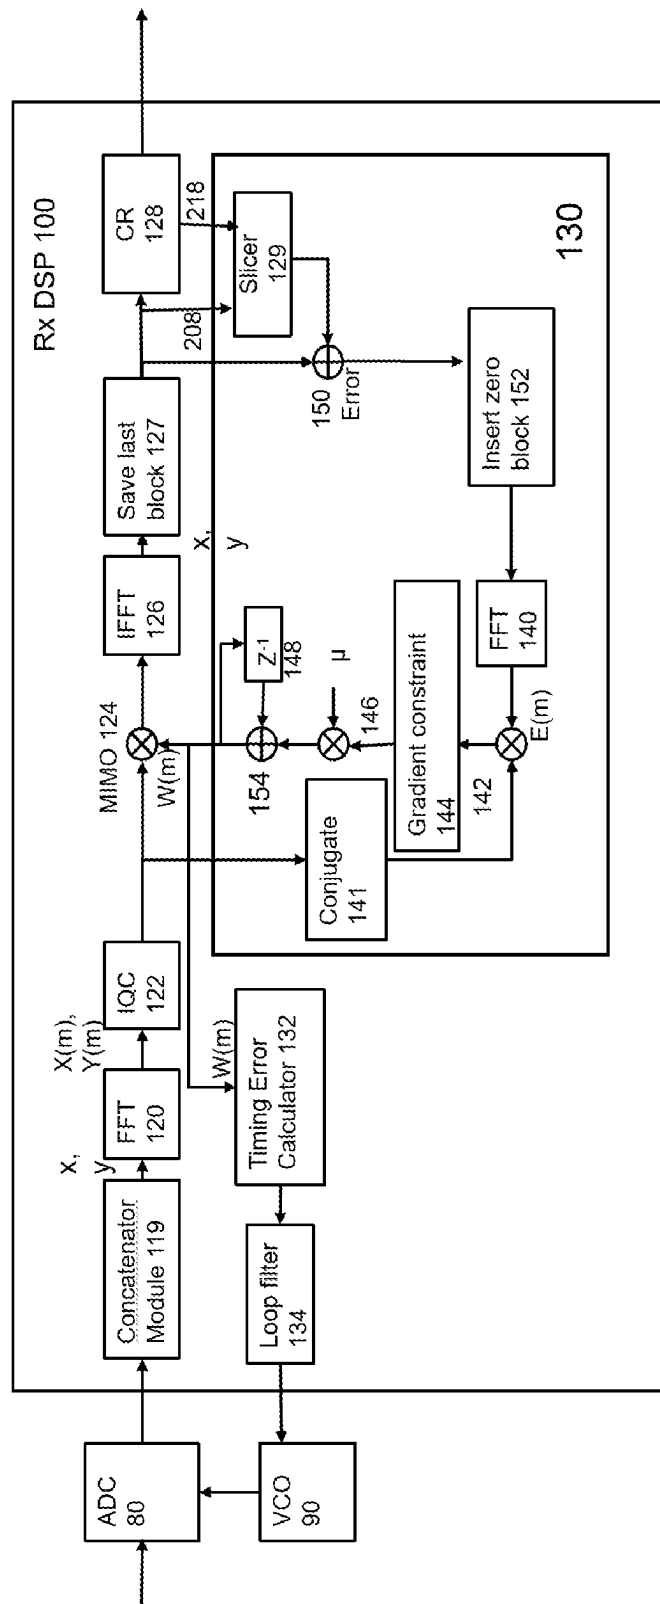 Rx DSP 100
ADC
80
Concatenator
Module 119
x,
y
FFT
120
X(m),
Y(m)
IQC
122
MIMO 124
W(m)
IFFT
126
Save last
block 127
CR
128
208
218
VCO
90
Loop filter
134
Timing Error
Calculator 132
W(m)
x,
y
Slicer
129
150
Error
Z-1
148
154
μ
146
Conjugate
141
Gradient constraint
144
142
E(m)
FFT
140
Insert zero
block 152
130